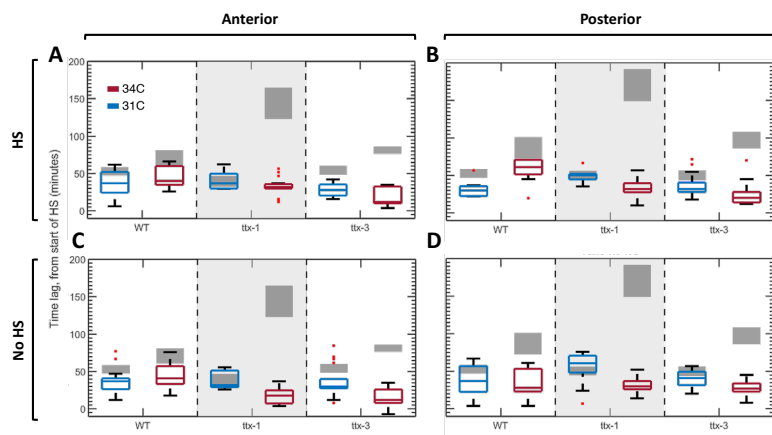 Anterior
Posterior
A
B
HS
200
150
100
50
0
34C
31C
WT
ttx-1
ttx-3
WT
ttx-1
ttx-3
Time lag, from start of HS (minutes)
C
D
No HS
200
150
100
50
0
WT
ttx-1
ttx-3
WT
ttx-1
ttx-3